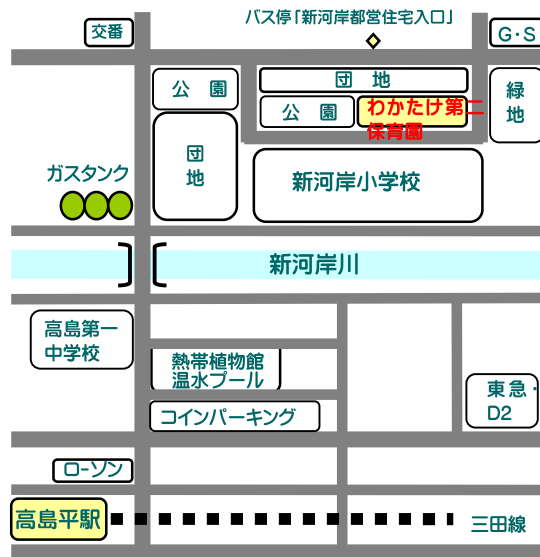 バス停「新河岸都営住宅入口」
交番
G・S
団 地
公 園
緑
地
公 園
わかたけ第二
保育園
団
地
ガスタンク
新河岸小学校
新河岸川
高島第一
中学校
熱帯植物館
温水プール
東急・
D2
コインパーキング
ローソン
高島平駅
三田線